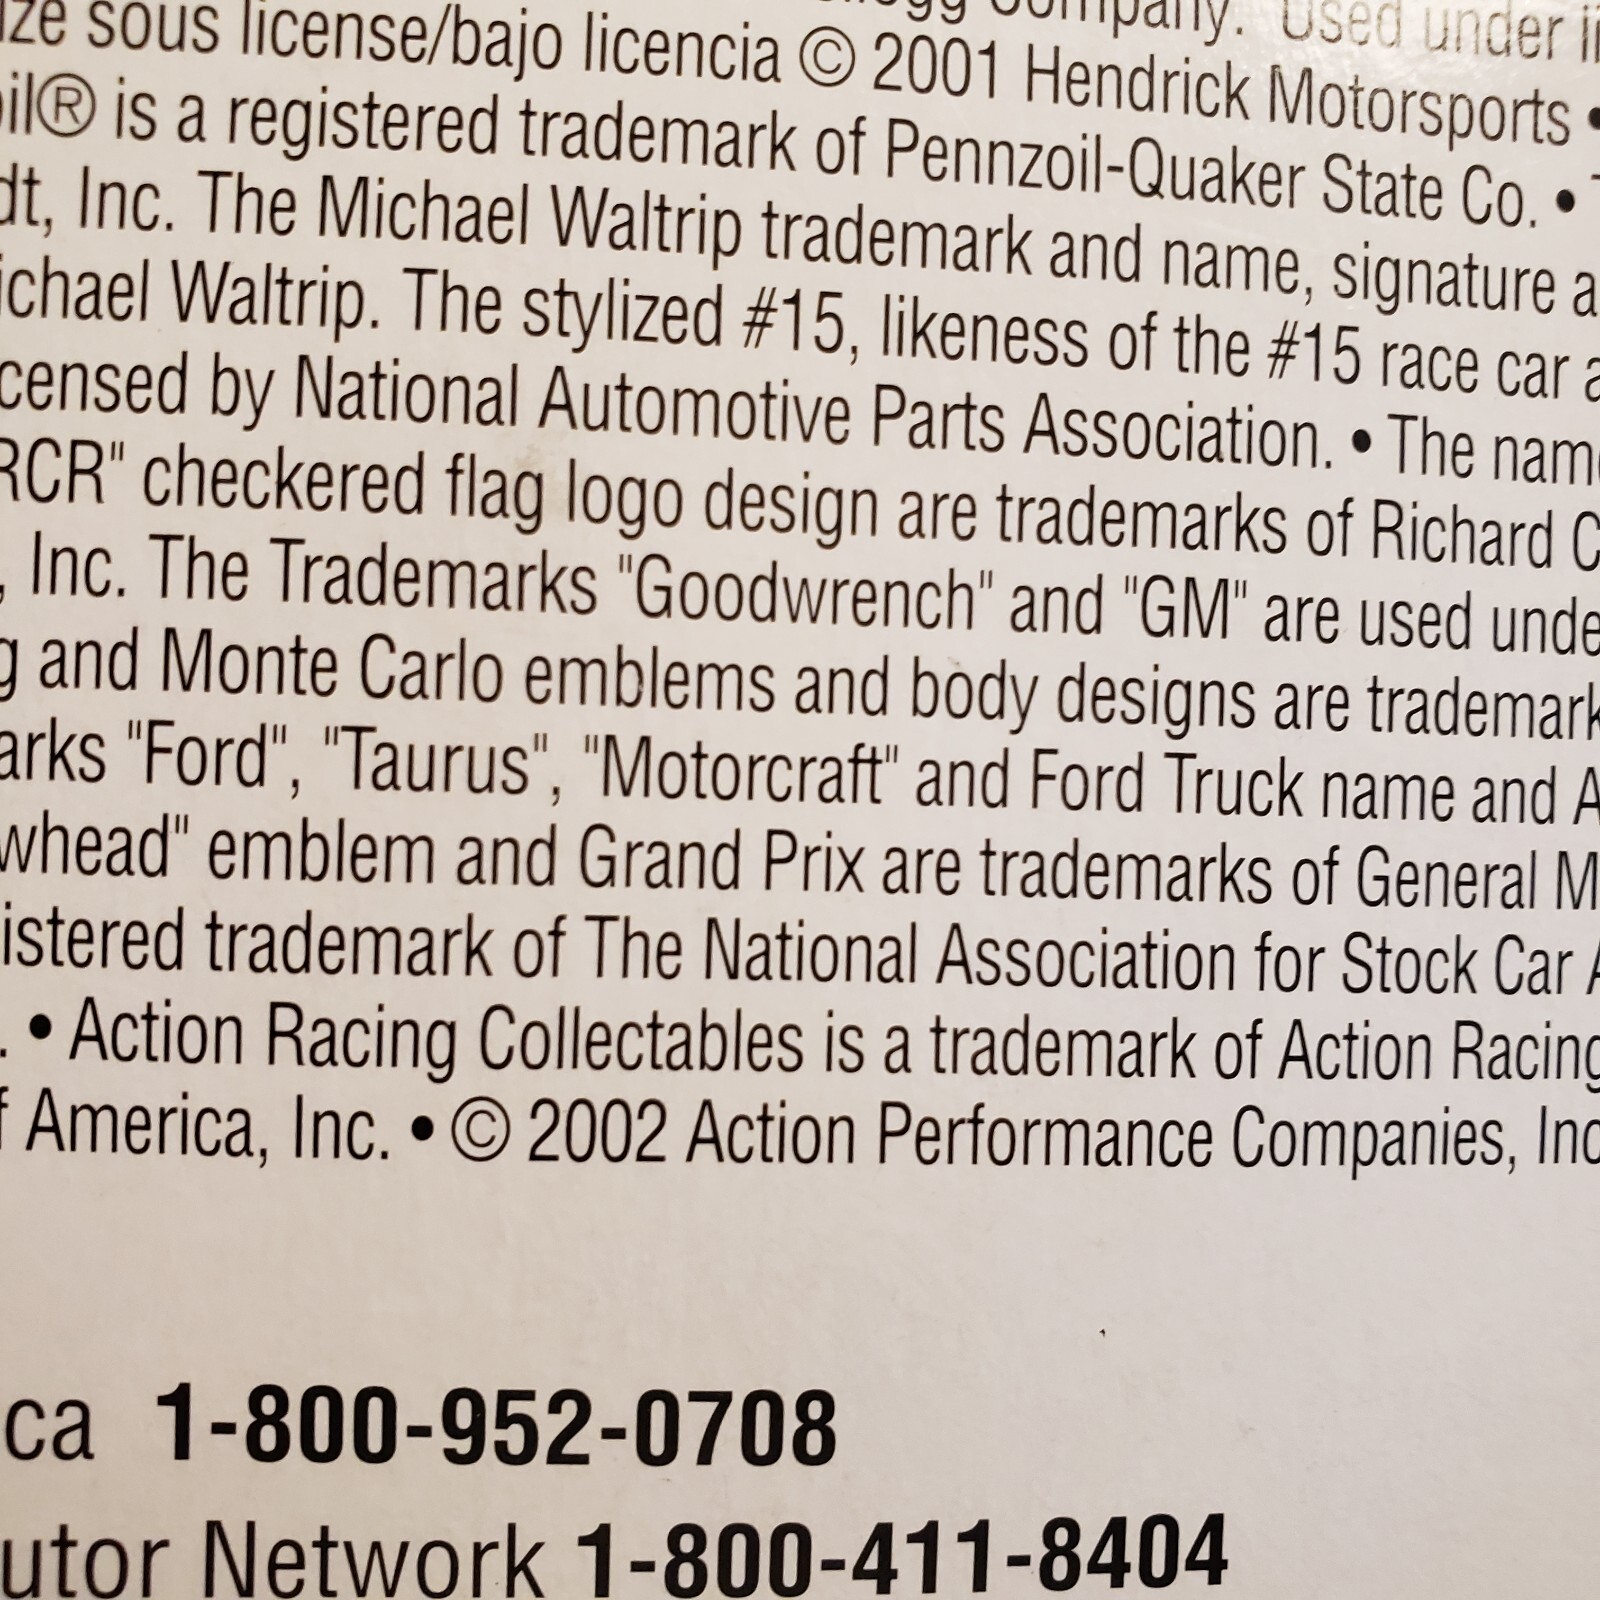 sous license/bajo licencia © 2001 Hendrick Motorsports •
® is a registered trademark of Pennzoil-Quaker State Co. •
dt, Inc. The Michael Waltrip trademark and name, signature a
ichael Waltrip. The stylized #15, likeness of the #15 race car a
censed by National Automotive Parts Association. • The name
RCR" checkered flag logo design are trademarks of Richard C
, Inc. The Trademarks "Goodwrench" and "GM" are used unde
g and Monte Carlo emblems and body designs are trademark
arks "Ford", "Taurus", "Motorcraft" and Ford Truck name and A
whead" emblem and Grand Prix are trademarks of General M
istered trademark of The National Association for Stock Car A
. • Action Racing Collectables is a trademark of Action Racing
f America, Inc. • © 2002 Action Performance Companies, Inc
ca 1-800-952-0708
utor Network 1-800-411-8404